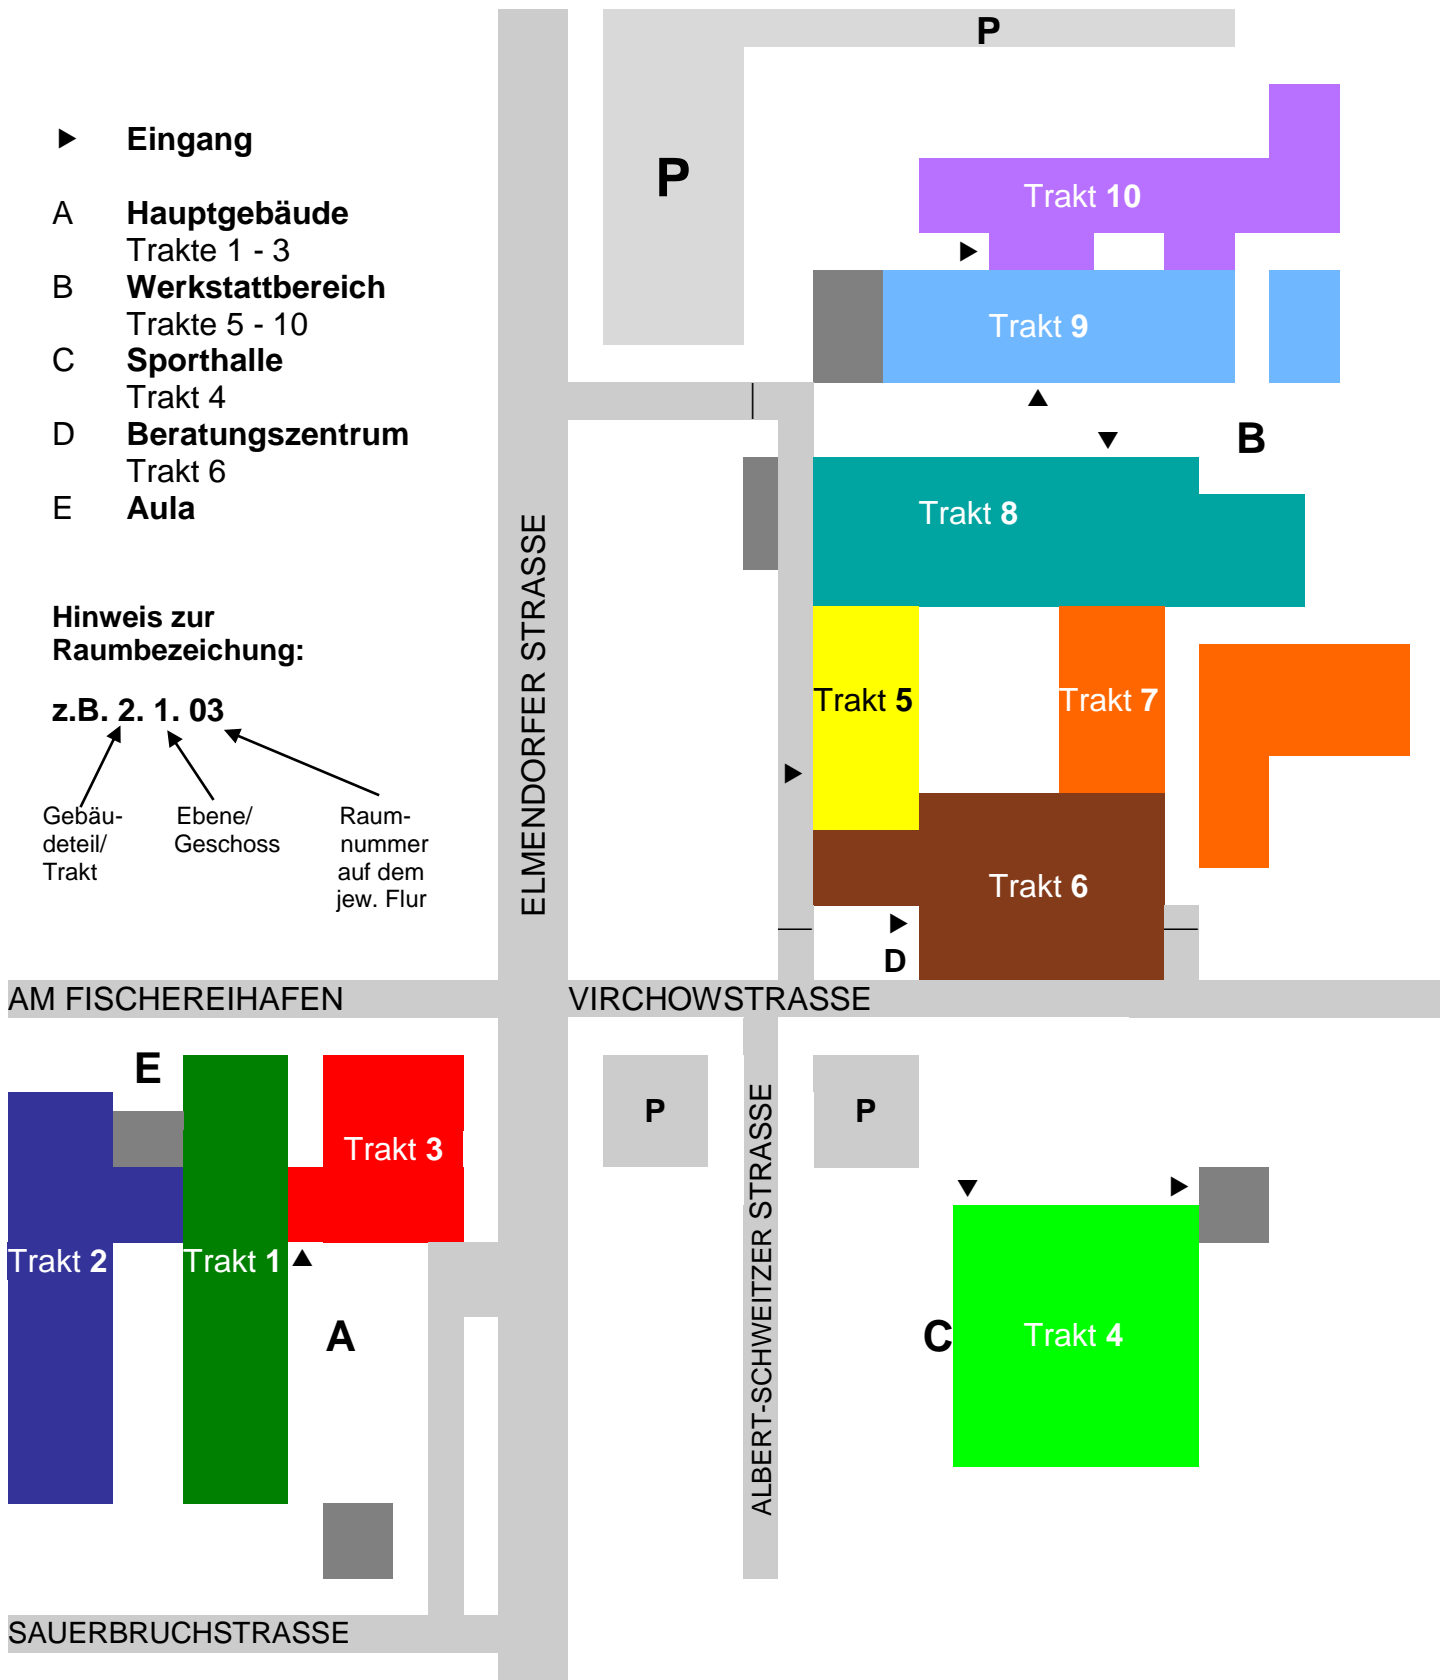 ► Eingang
A Hauptgebäude
Trakte 1 - 3
B Werkstattbereich
Trakte 5 - 10
C Sporthalle
Trakt 4
D Beratungszentrum
Trakt 6
E Aula
Hinweis zur
Raumbezeichung:
z.B. 2. 1. 03
Gebäu-
deteil/
Trakt
Ebene/
Geschoss
Raum-
nummer
auf dem
jew. Flur
ELMENDORFER STRASSE
P
P
Trakt 10
Trakt 9
B
Trakt 8
Trakt 5
Trakt 7
Trakt 6
D
AM FISCHEREIHAFEN
VIRCHOWSTRASSE
E
Trakt 3
Trakt 2
Trakt 1
A
P
ALBERT-SCHWEITZER STRASSE
P
C
Trakt 4
SAUERBRUCHSTRASSE